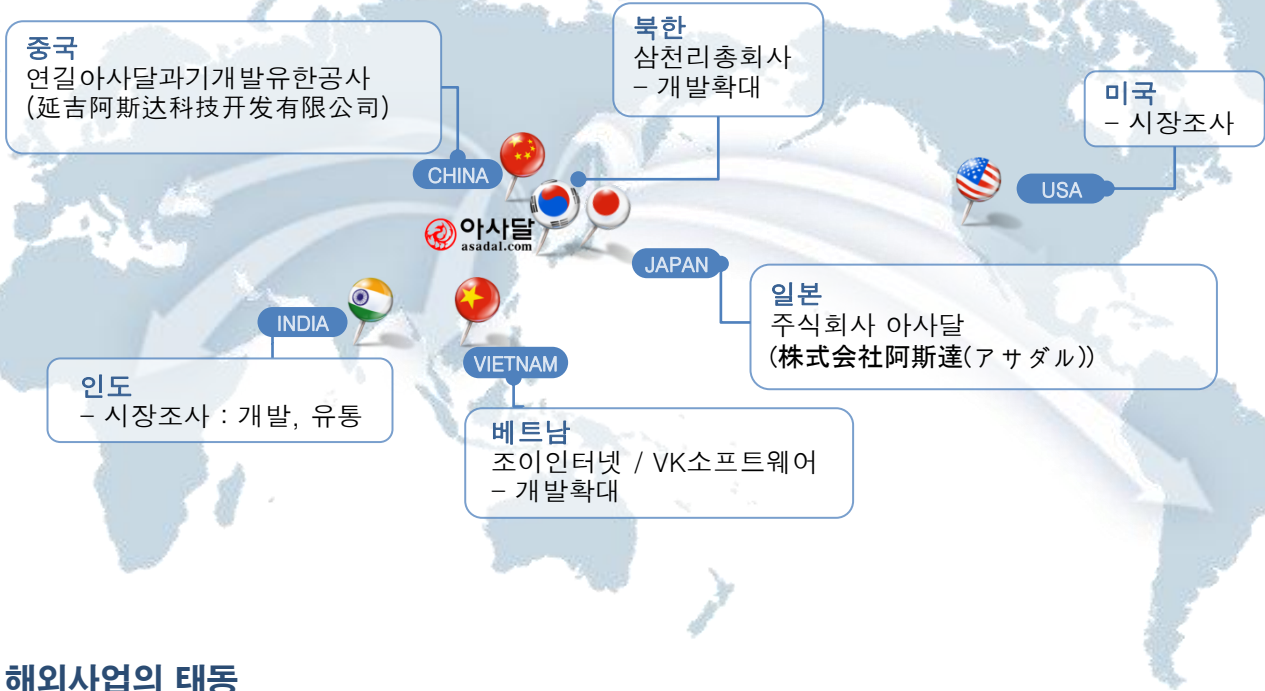 중국
연길아사달과기개발유한공사
(延吉阿斯达科技开发有限公司)
북한
삼천리총회사
– 개발확대
미국
– 시장조사
CHINA
USA
아사달
asadal.com
JAPAN
일본
주식회사 아사달
(株式会社阿斯達(アサダル))
INDIA
인도
– 시장조사 : 개발, 유통
VIETNAM
베트남
조이인터넷 / VK소프트웨어
– 개발확대
해외사업의 태동